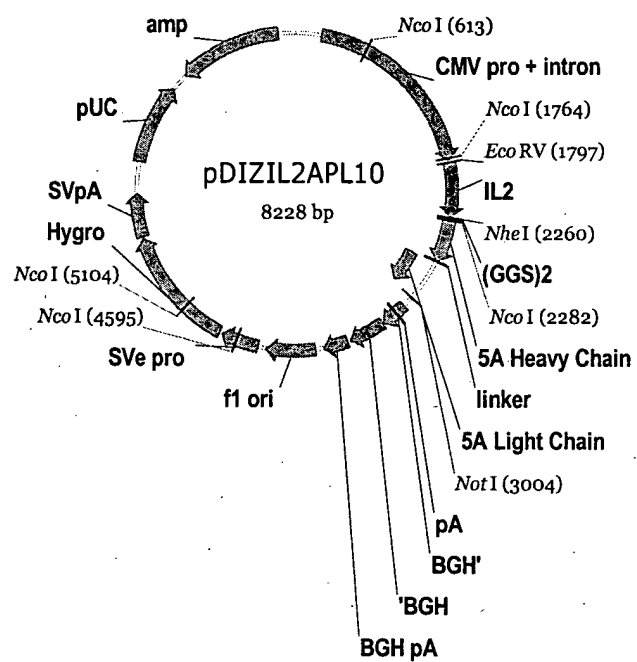 amp
NcoI (613)
CMV pro + intron
pUC
NcoI (1764)
EcoRV (1797)
pDIZIL2APL10
8228 bp
SVpA
IL2
Hygro
NheI (2260)
NcoI (5104)
(GGS)2
NcoI (4595)
NcoI (2282)
SVe pro
5A Heavy Chain
f1 ori
linker
5A Light Chain
NotI (3004)
pA
BGH'
'BGH
BGH pA